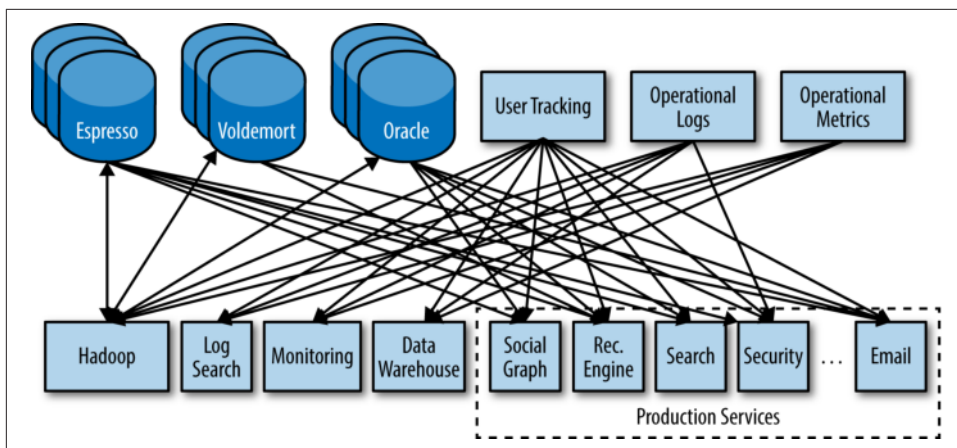 Espresso
Voldemort
Oracle
User Tracking
Operational
Logs
Operational
Metrics
Hadoop
Log
Search
Monitoring
Data
Warehouse
Social
Graph
Rec.
Engine
Search
Security
...
Email
Production Services